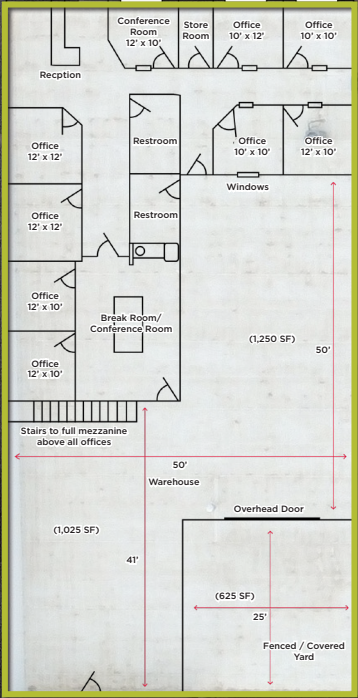 Conference
Room
12' x 10'
Store
Room
Office
10' x 12'
Office
10' x 10'
Recption
Office
12' x 12'
Restroom
Office
10' x 10'
Office
12' x 10'
Windows
Office
12' x 12'
Restroom
Office
12' x 10'
Break Room/
Conference Room
(1,250 SF)
50'
Office
12' x 10'
Stairs to full mezzanine
above all offices
50'
Warehouse
Overhead Door
(1,025 SF)
41'
(625 SF)
25'
Fenced / Covered
Yard